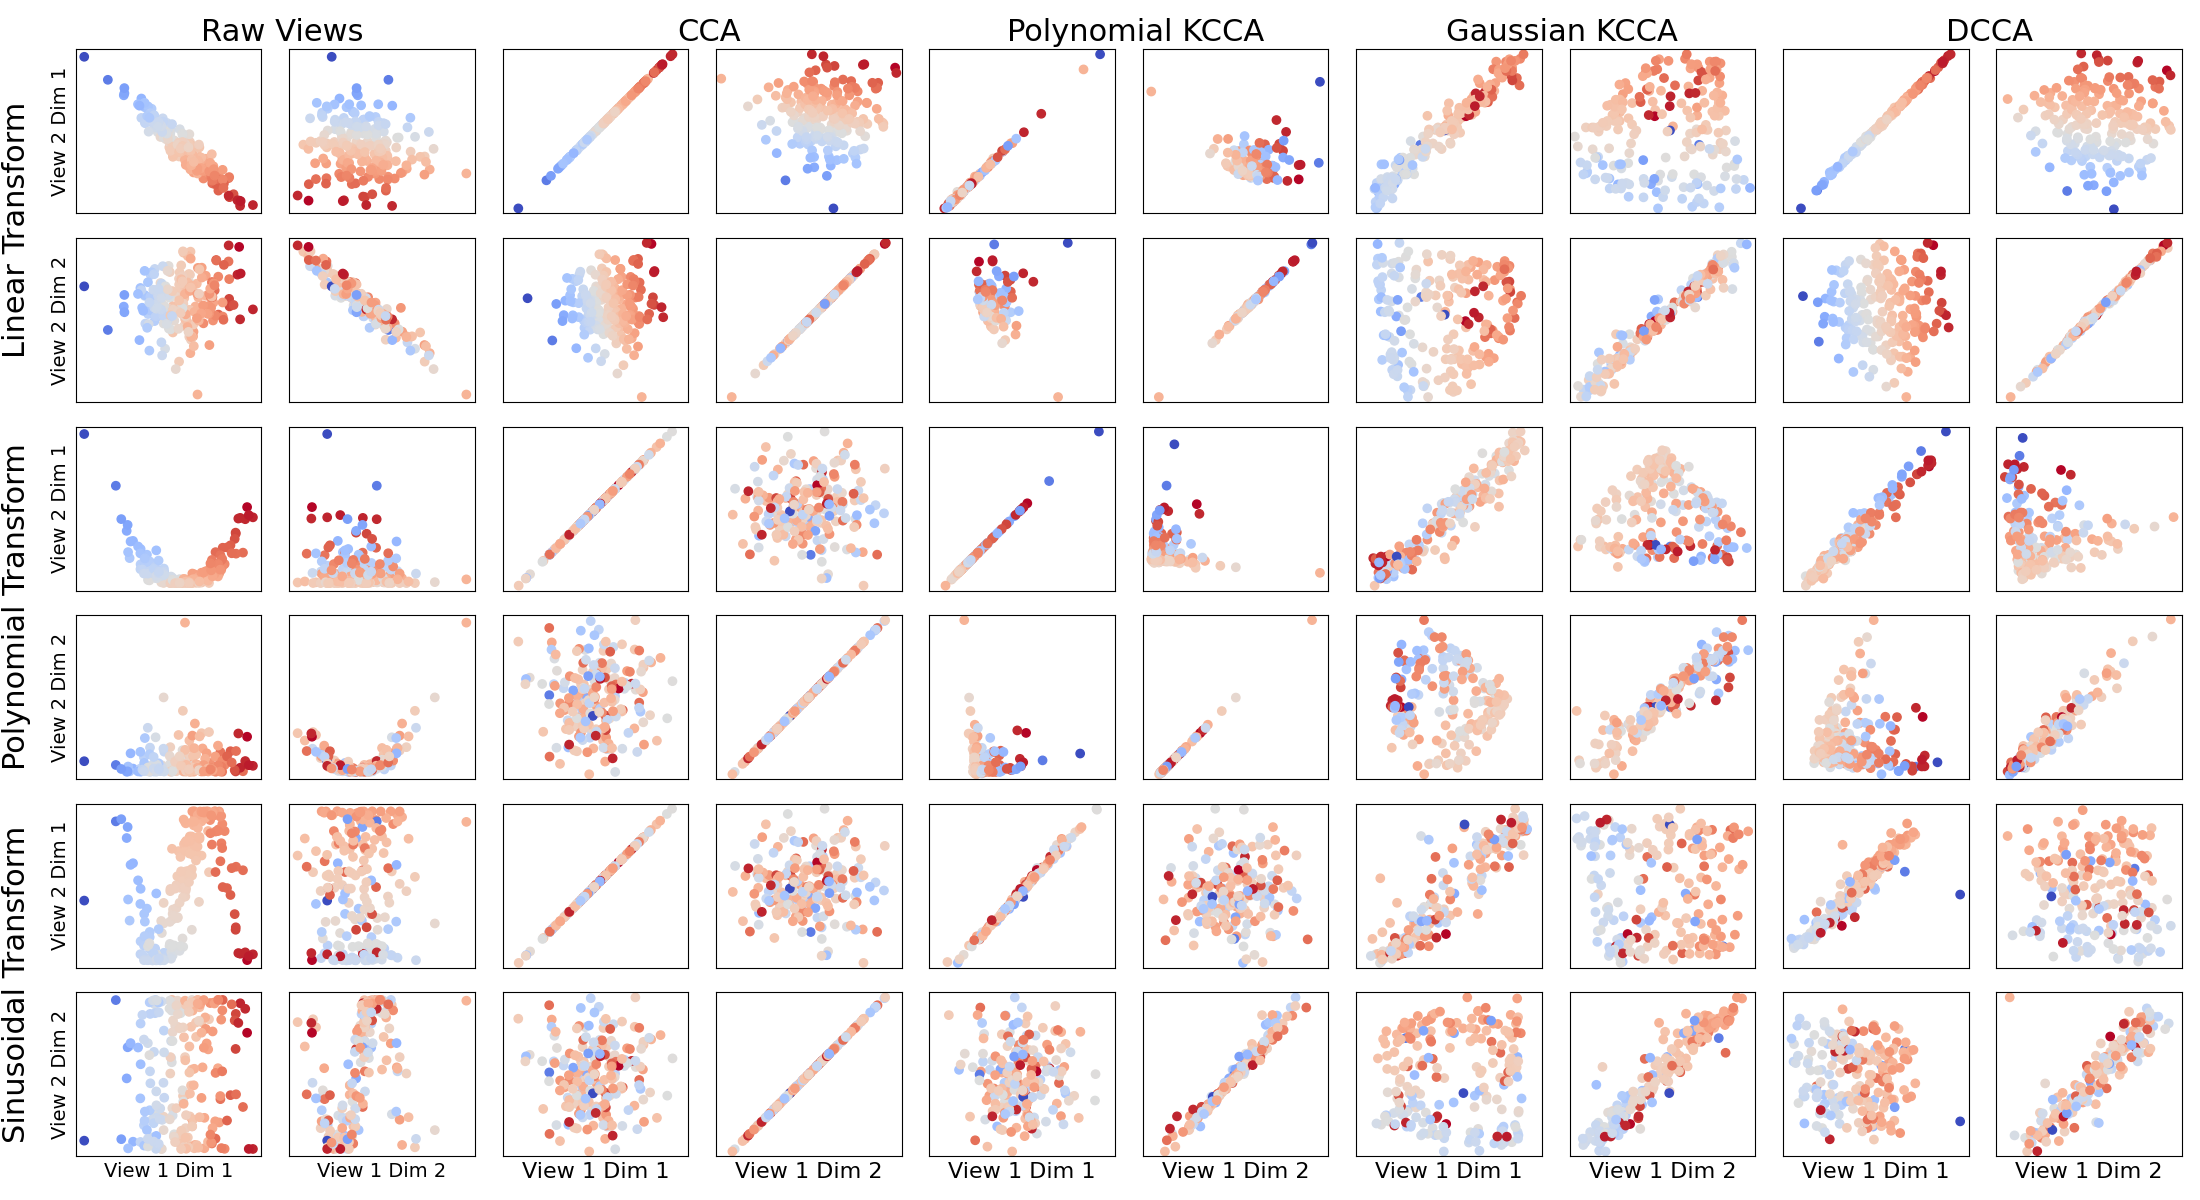 Raw Views
CCA
Polynomial KCCA
Gaussian KCCA
DCCA
Linear Transform
View 2 Dim 1
View 2 Dim 2
Polynomial Transform
View 2 Dim 1
View 2 Dim 2
Sinusoidal Transform
View 2 Dim 1
View 2 Dim 2
View 1 Dim 1
View 1 Dim 2
View 1 Dim 1
View 1 Dim 2
View 1 Dim 1
View 1 Dim 2
View 1 Dim 1
View 1 Dim 2
View 1 Dim 1
View 1 Dim 2